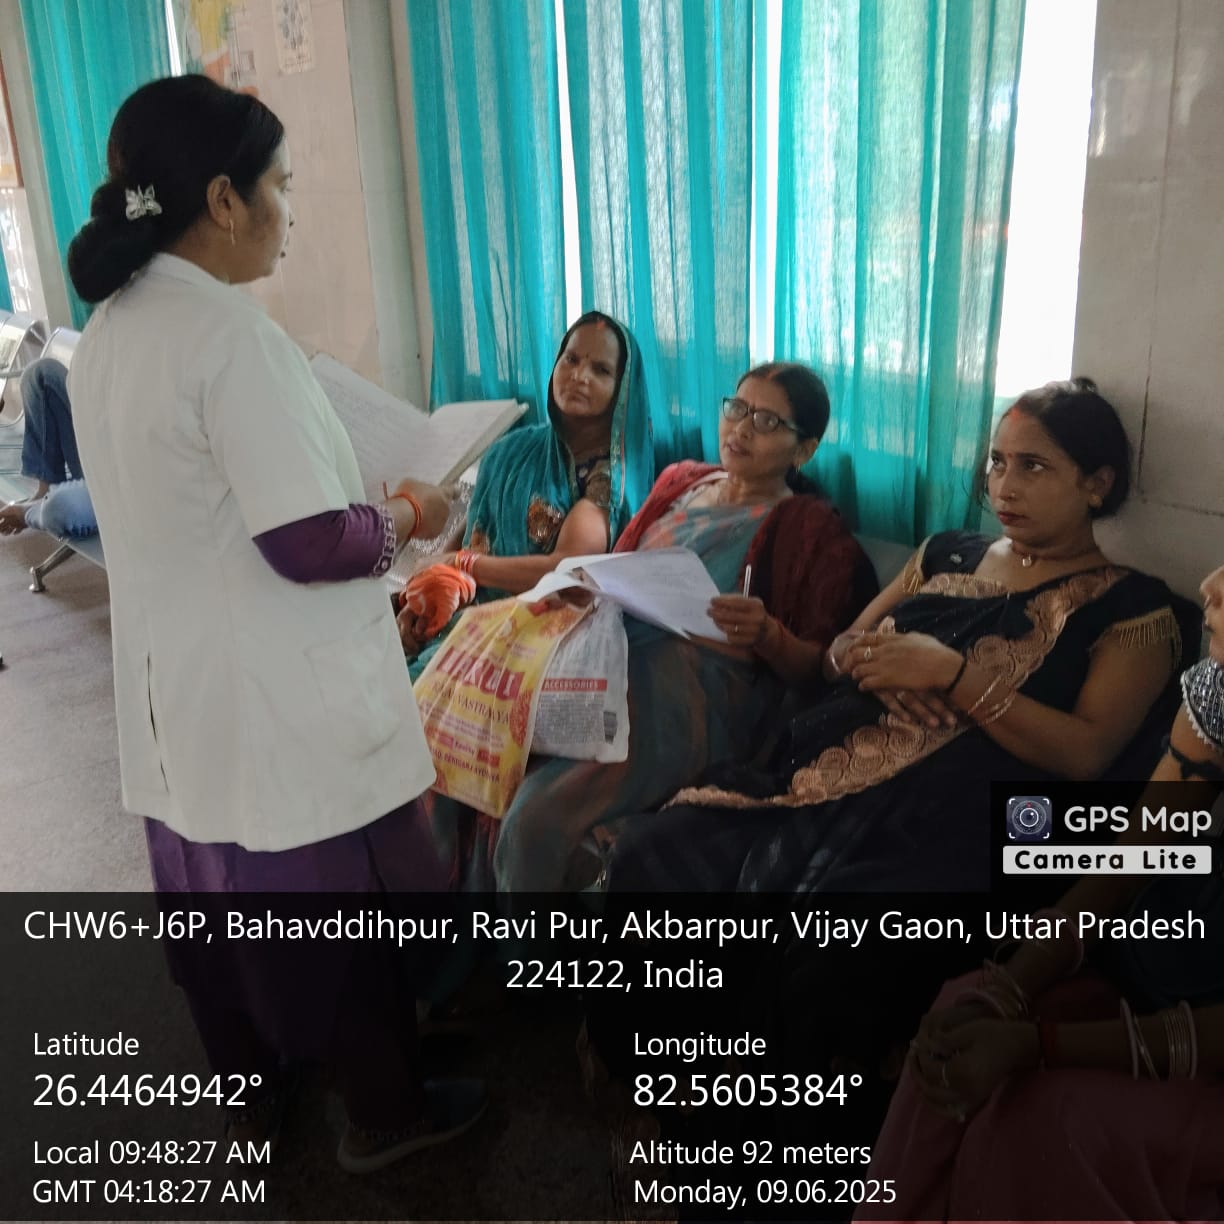 LIAKUL
VASTRALYA
ACCESSORIES
GPS Map
Camera Lite
CHW6+J6P, Bahavddihpur, Ravi Pur, Akbarpur, Vijay Gaon, Uttar Pradesh
224122, India
Latitude
26.4464942°
Longitude
82.5605384°
Local 09:48:27 AM
GMT 04:18:27 AM
Altitude 92 meters
Monday, 09.06.2025